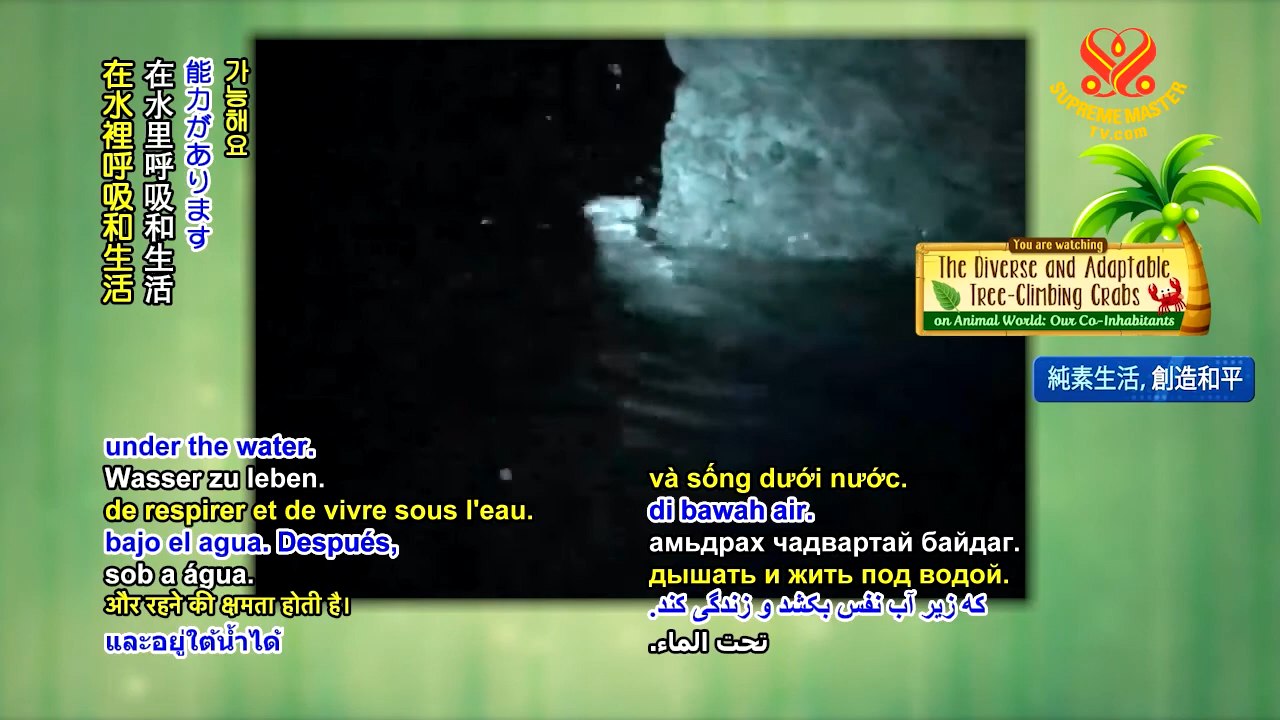 在水裡呼吸和生活
在水里呼吸和生活
能力があります
가능해요
SUPREME MASTER
TV.com
You are watching
The Diverse and Adaptable
Tree-Climbing Crabs
on Animal World: Our Co-Inhabitants
純素生活, 創造和平
under the water.
Wasser zu leben.
de respirer et de vivre sous l'eau.
bajo el agua. Después,
sob a água.
और रहने की क्षमता होती है।
และอยู่ใต้น้ำได้
và sống dưới nước.
di bawah air.
амьдрах чадвартай байдаг.
дышать и жить под водой.
که زیر آب نفس بکشد و زندگی کند.
تحت الماء.